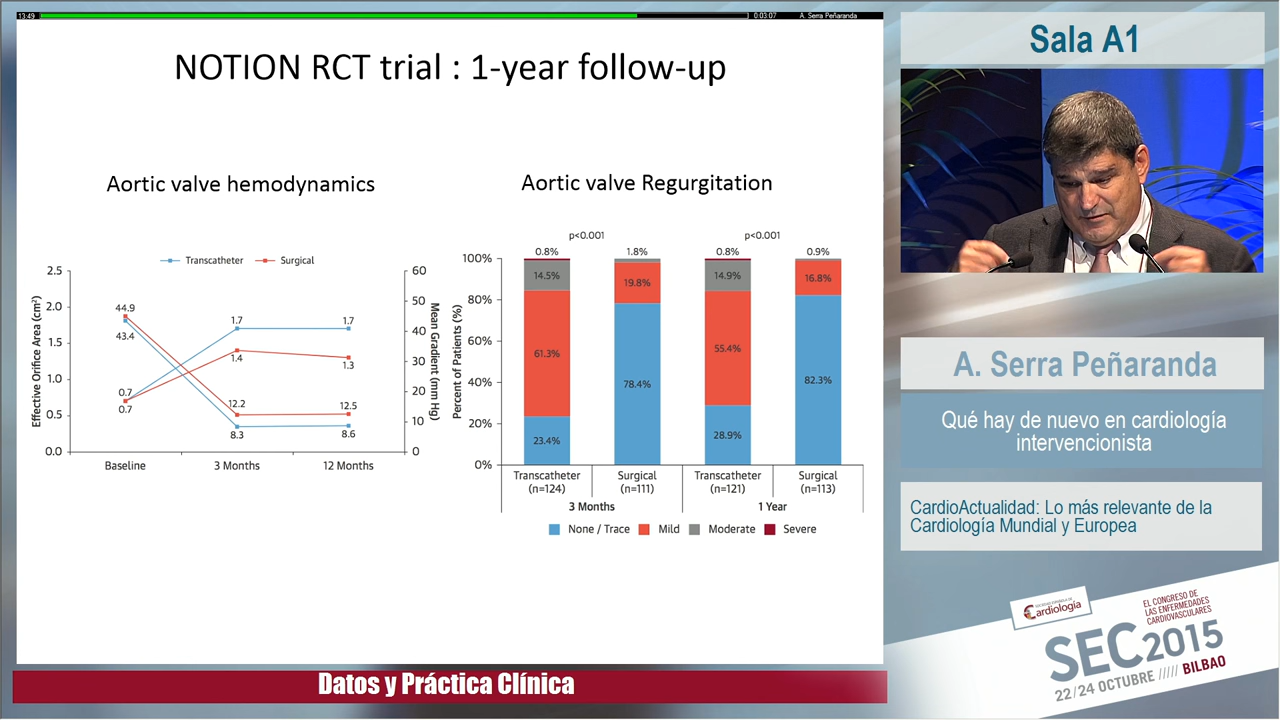 13:49
0:03:07
A. Serra Peñaranda
NOTION RCT trial : 1-year follow-up
Aortic valve hemodynamics
Transcatheter
Surgical
Effective Orifice Area (cm²)
2.5
2.0
1.5
1.0
0.5
0.0
44.9
43.4
0.7
0.7
1.7
1.4
12.2
8.3
1.7
1.3
12.5
8.6
60
50
40
30
20
10
0
Mean Gradient (mm Hg)
Baseline
3 Months
12 Months
Aortic valve Regurgitation
p<0.001
p<0.001
Percent of Patients (%)
100%
80%
60%
40%
20%
0%
0.8%
1.8%
0.8%
0.9%
14.5%
19.8%
14.9%
16.8%
61.3%
78.4%
55.4%
82.3%
23.4%
28.9%
Transcatheter
(n=124)
Surgical
(n=111)
Transcatheter
(n=121)
Surgical
(n=113)
3 Months
1 Year
None / Trace
Mild
Moderate
Severe
Datos y Práctica Clínica
Sala A1
A. Serra Peñaranda
Qué hay de nuevo en cardiología
intervencionista
CardioActualidad: Lo más relevante de la
Cardiología Mundial y Europea
SOCIEDAD ESPAÑOLA DE
Cardiología
EL CONGRESO DE
LAS ENFERMEDADES
CARDIOVASCULARES
SEC2015
22/24 OCTUBRE ///// BILBAO